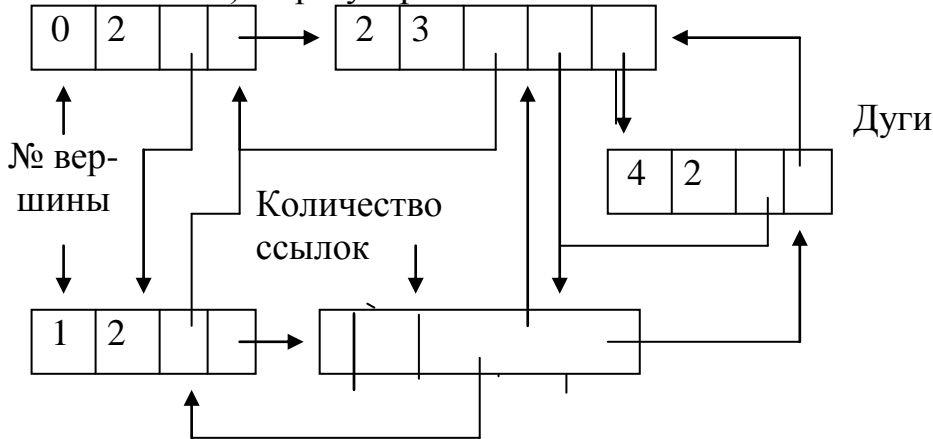 0 2
2 3
Дуги
№ вер-
шины
4 2
Количество
ссылок
1 2